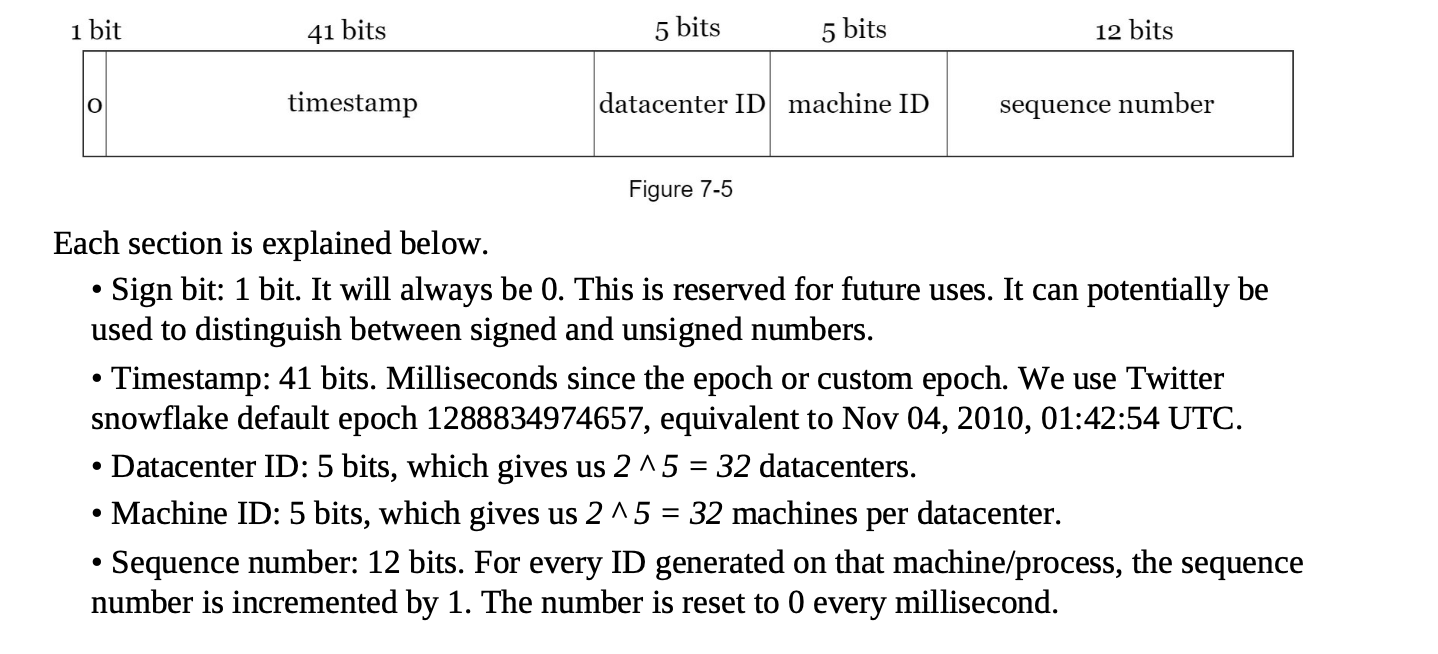 1 bit 41 bits 5 bits 5 bits 12 bits
0 timestamp datacenter ID machine ID sequence number
Figure 7-5
Each section is explained below.
• Sign bit: 1 bit. It will always be 0. This is reserved for future uses. It can potentially be
used to distinguish between signed and unsigned numbers.
• Timestamp: 41 bits. Milliseconds since the epoch or custom epoch. We use Twitter
snowflake default epoch 1288834974657, equivalent to Nov 04, 2010, 01:42:54 UTC.
• Datacenter ID: 5 bits, which gives us 2 ^ 5 = 32 datacenters.
• Machine ID: 5 bits, which gives us 2 ^ 5 = 32 machines per datacenter.
• Sequence number: 12 bits. For every ID generated on that machine/process, the sequence
number is incremented by 1. The number is reset to 0 every millisecond.